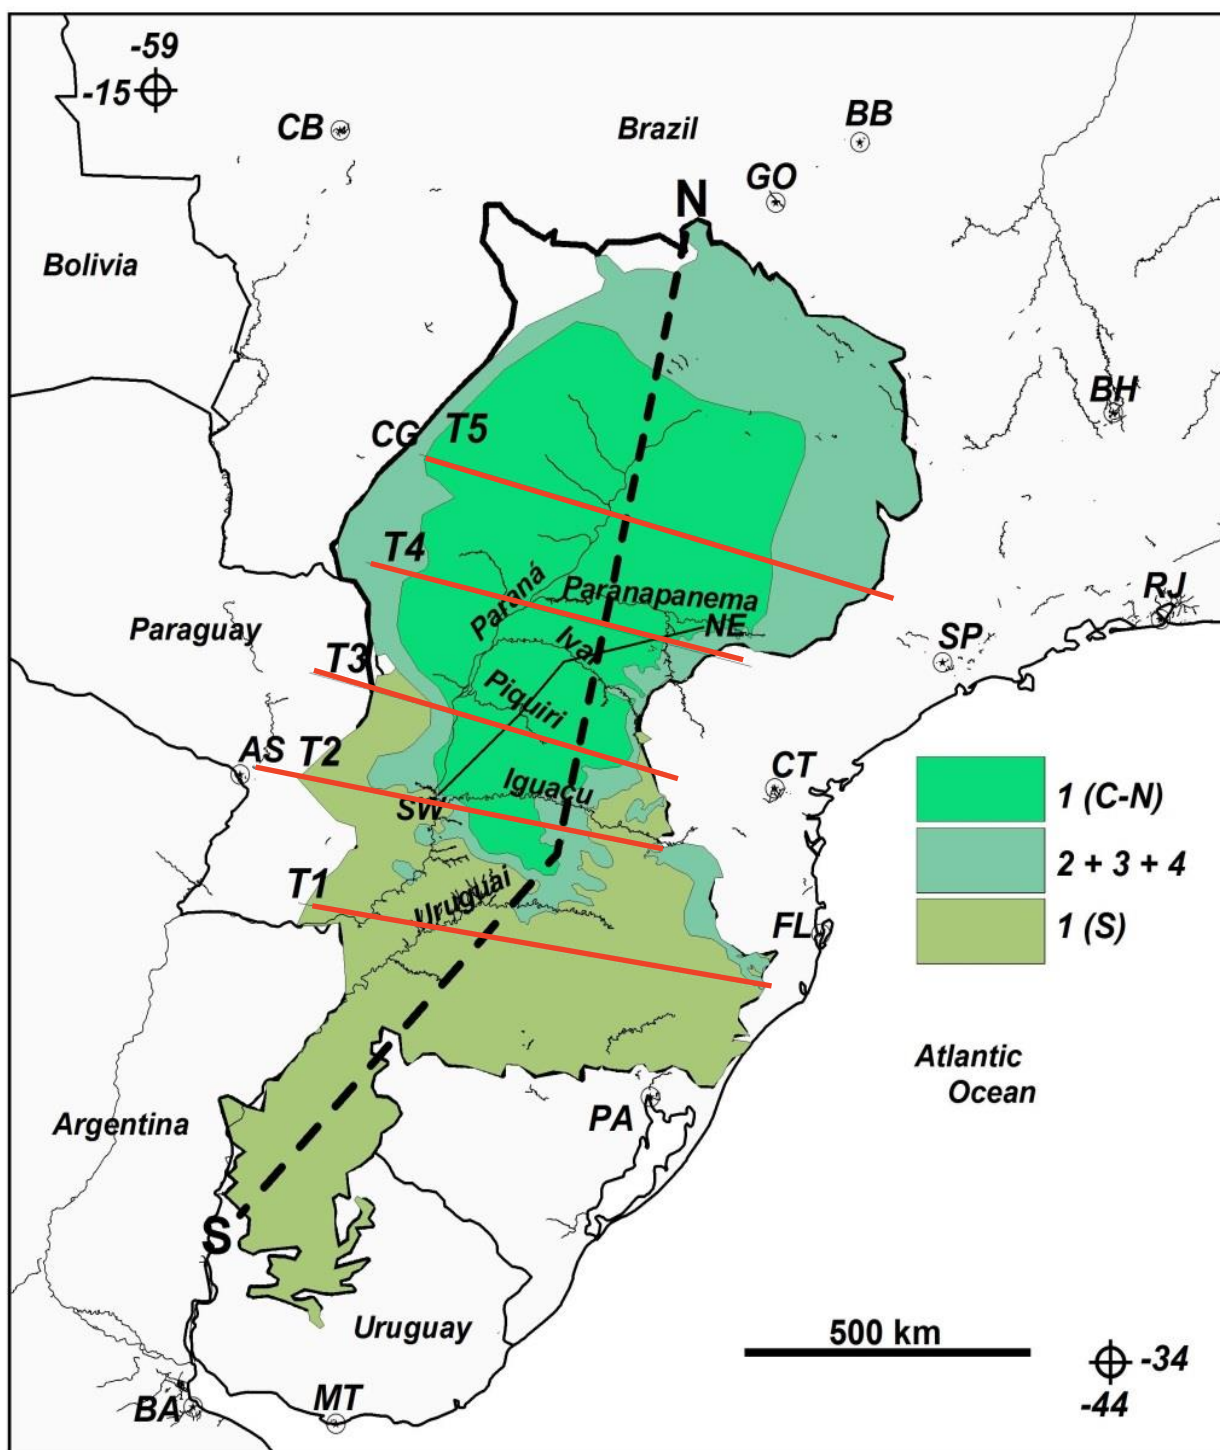 -59
-15
CB
Brazil
BB
GO
N
Bolivia
BH
CG
T5
T4
Paraná
Paranapanema
RJ
Paraguay
NE
SP
T3
Ivaí
Piquiri
AS
T2
CT
SW
Iguacu
1 (C-N)
2 + 3 + 4
T1
Uruguai
FL
1 (S)
Atlantic
Ocean
Argentina
PA
S
Uruguay
500 km
-34
-44
BA
MT